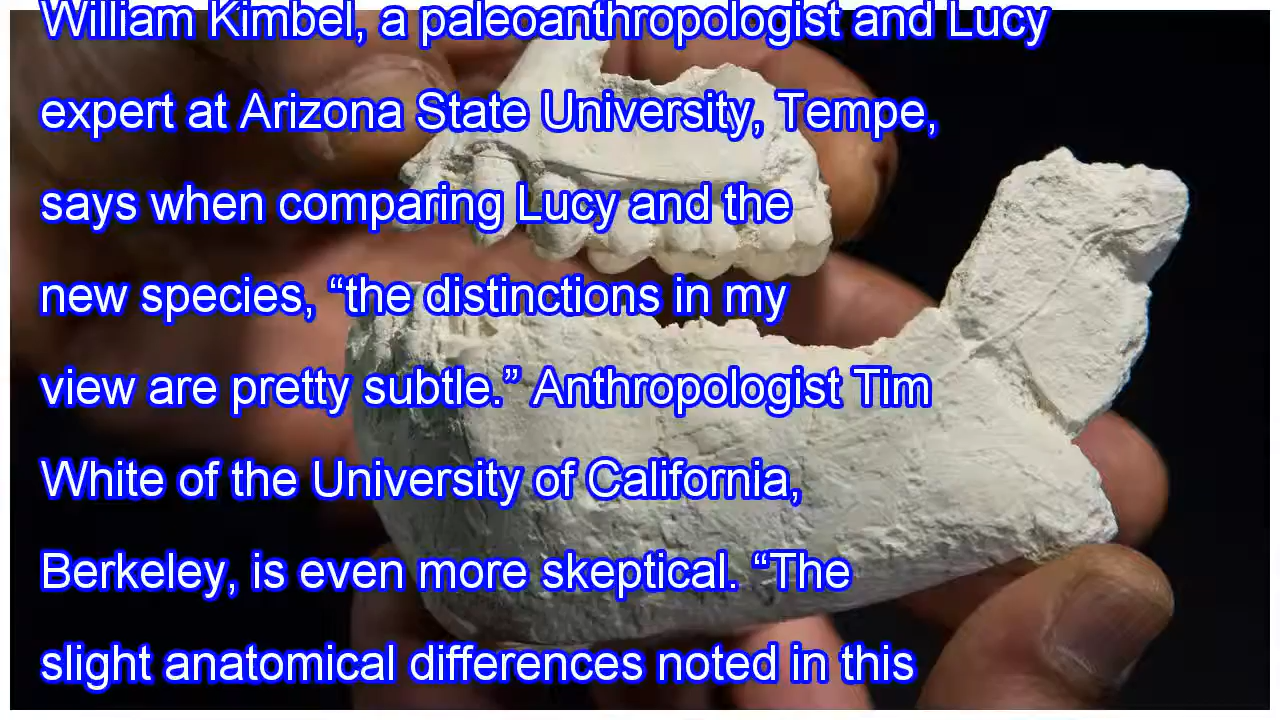 William Kimbel, a paleoanthropologist and Lucy
expert at Arizona State University, Tempe,
says when comparing Lucy and the
new species, “the distinctions in my
view are pretty subtle.” Anthropologist Tim
White of the University of California,
Berkeley, is even more skeptical. “The
slight anatomical differences noted in this